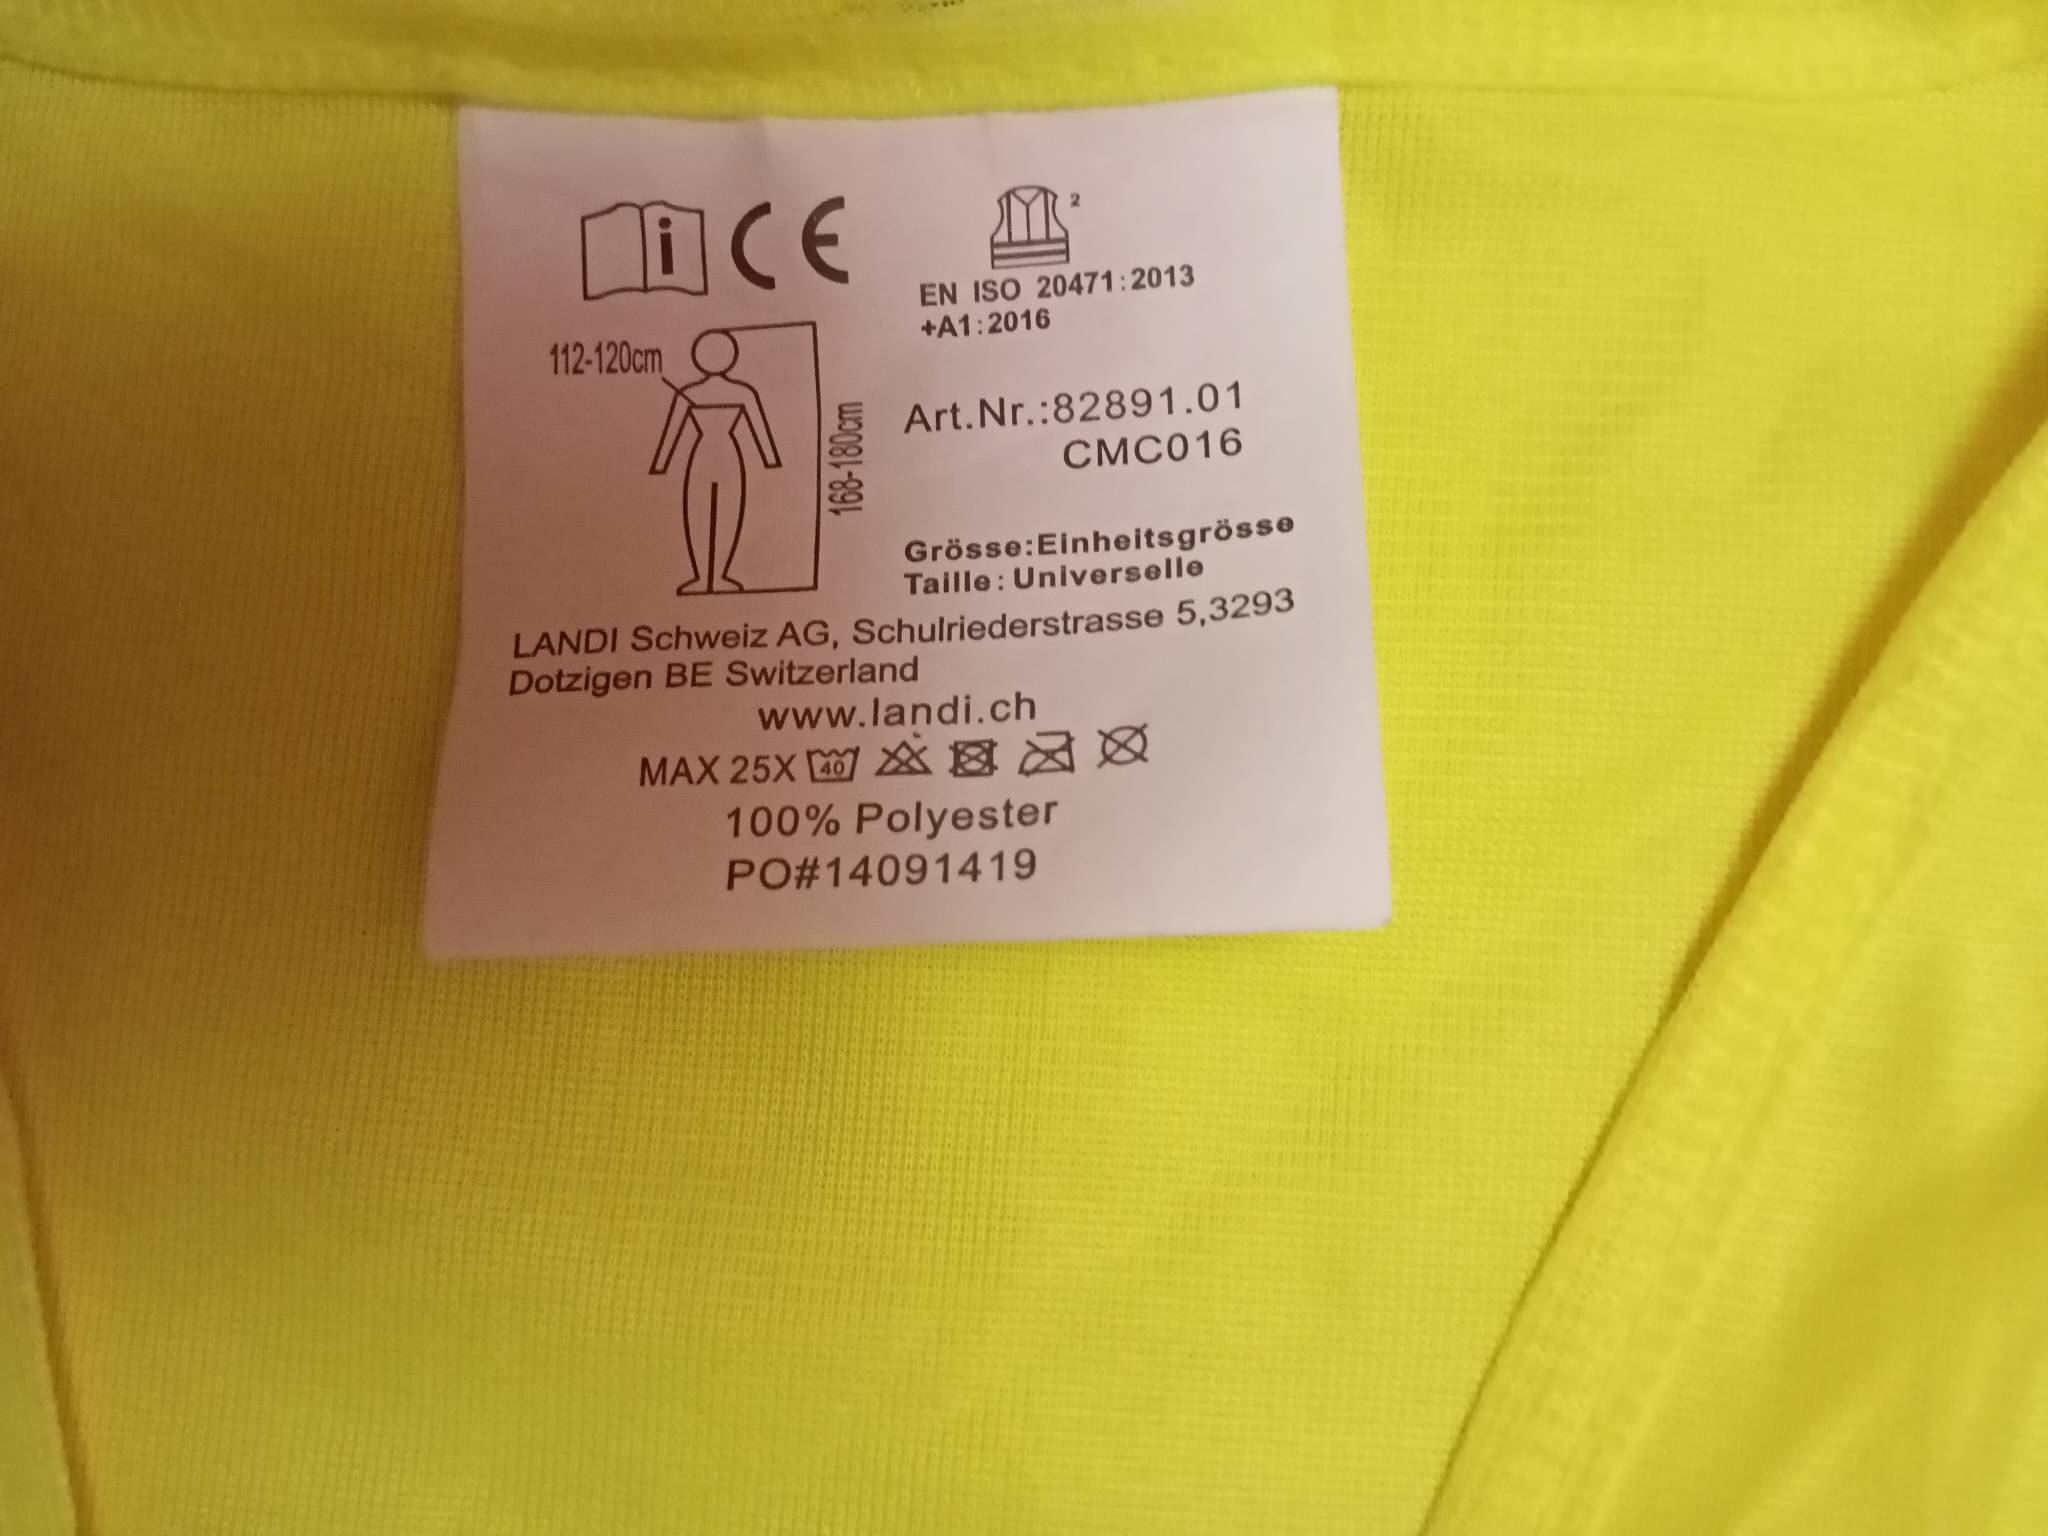 i CE
2
EN ISO 20471:2013
+A1:2016
112-120cm
168-180cm
Art.Nr.:82891.01
CMC016
Grösse:Einheitsgrösse
Taille: Universelle
LANDI Schweiz AG, Schulriederstrasse 5,3293
Dotzigen BE Switzerland
www.landi.ch
MAX 25X 40
100% Polyester
PO#14091419